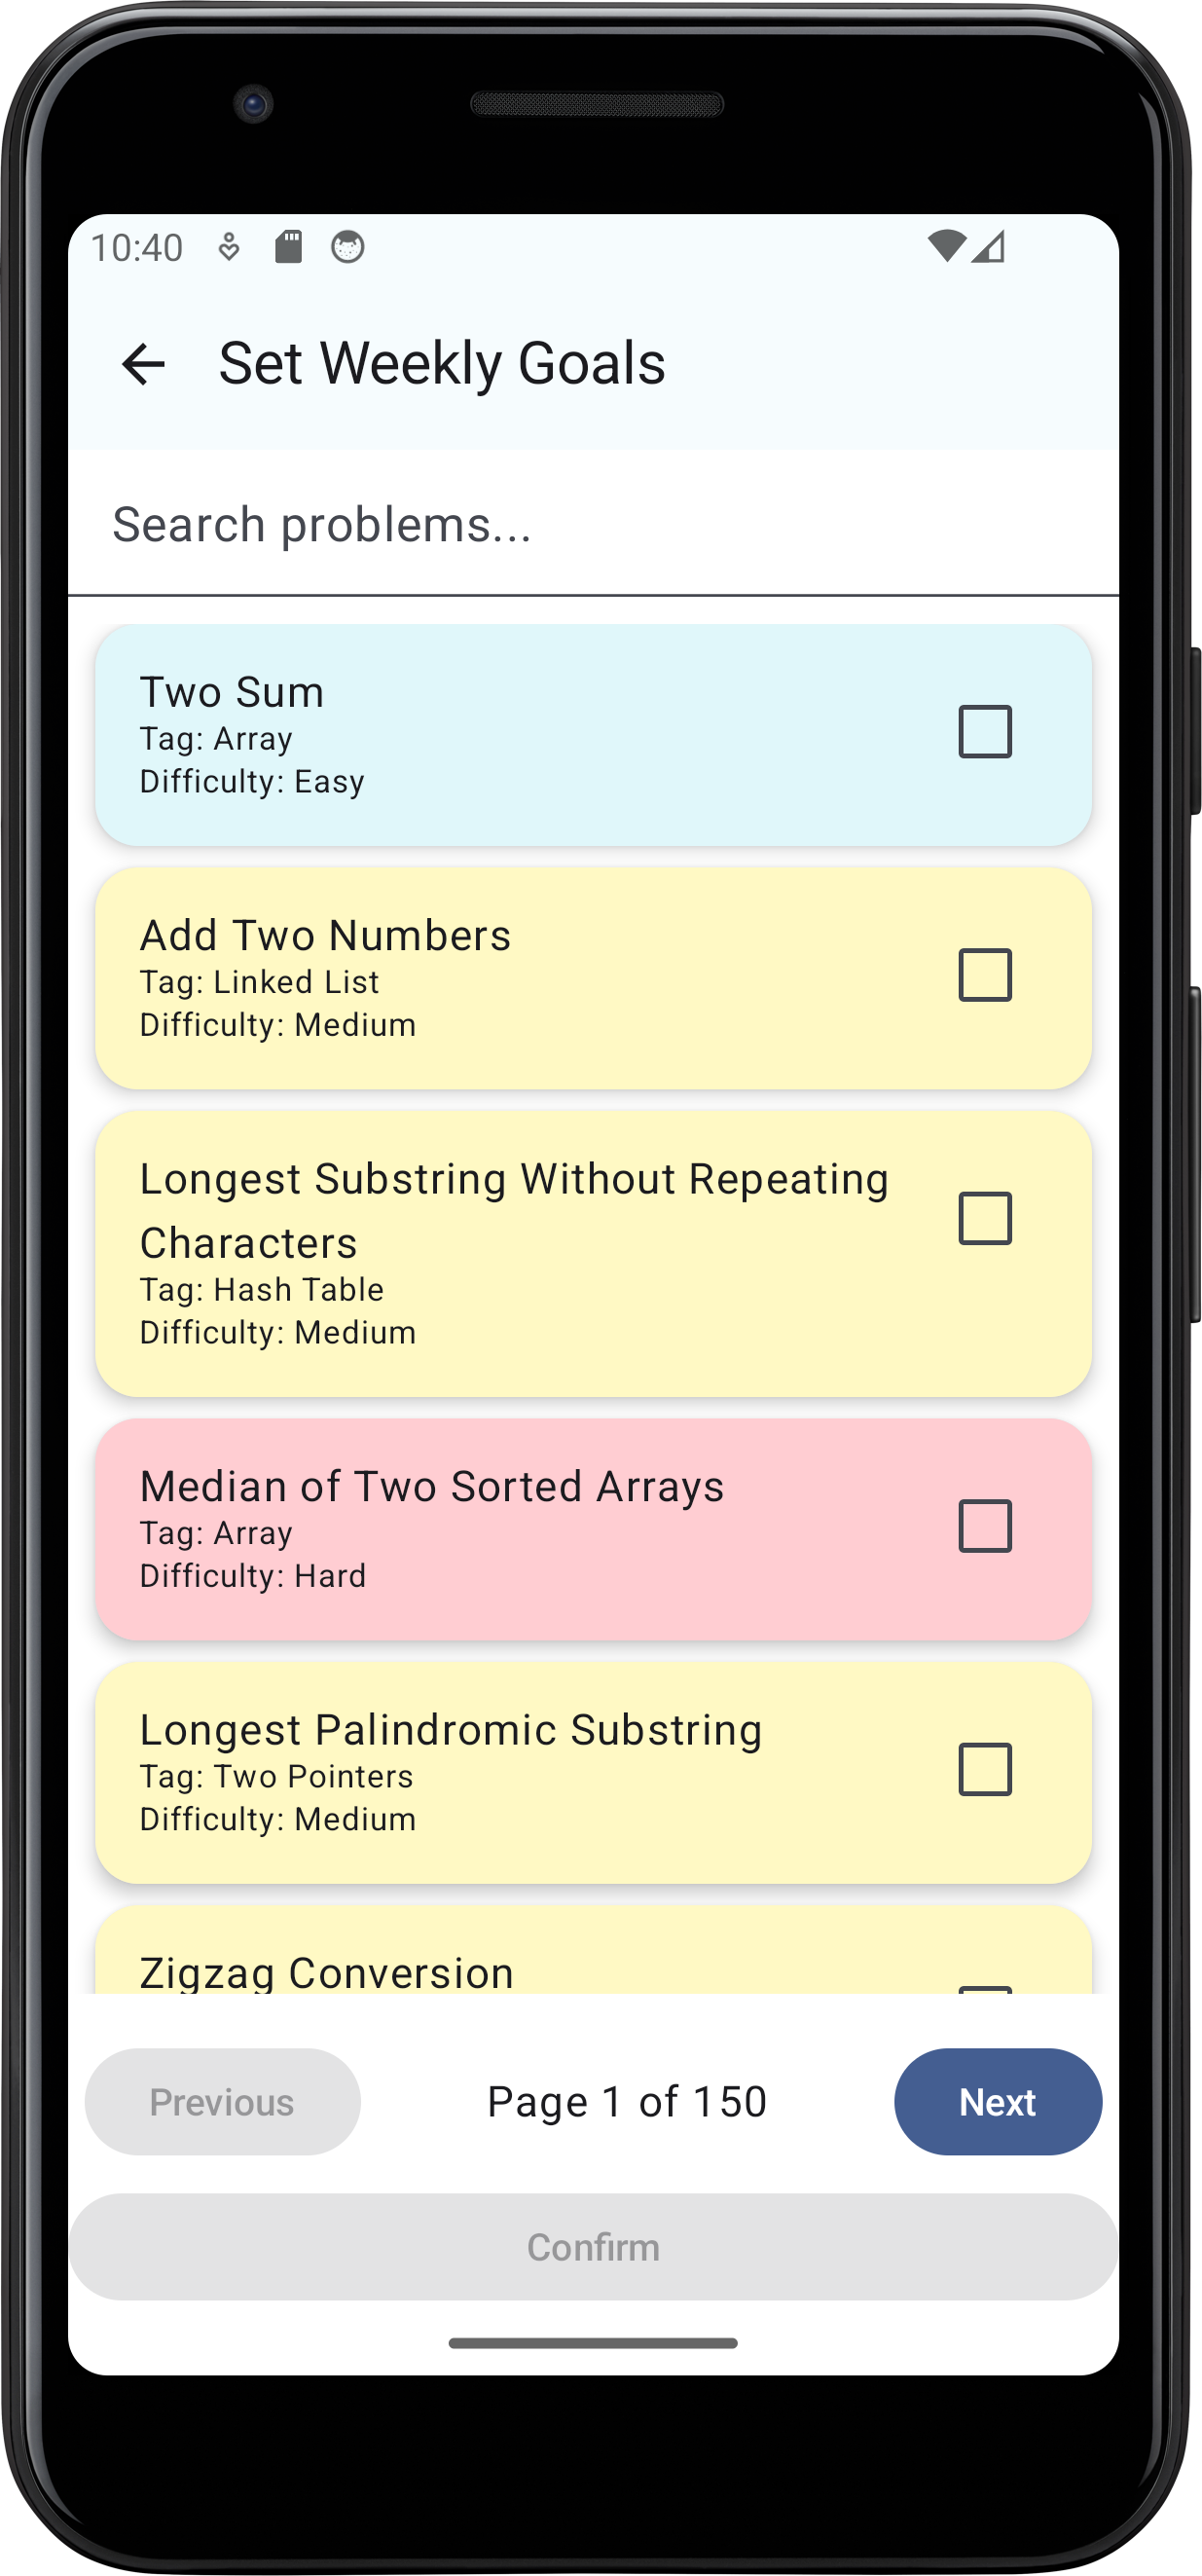 10:40
Set Weekly Goals
Search problems...
Two Sum
Tag: Array
Difficulty: Easy
Add Two Numbers
Tag: Linked List
Difficulty: Medium
Longest Substring Without Repeating
Characters
Tag: Hash Table
Difficulty: Medium
Median of Two Sorted Arrays
Tag: Array
Difficulty: Hard
Longest Palindromic Substring
Tag: Two Pointers
Difficulty: Medium
Zigzag Conversion
Previous
Page 1 of 150
Next
Confirm